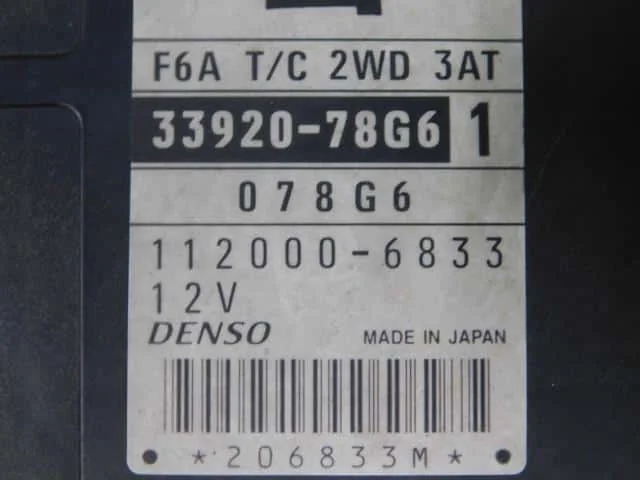 F6A T/C 2WD 3AT
33920-78G6 1
078G6
112000-6833
12V
DENSO MADE IN JAPAN
*206833M*